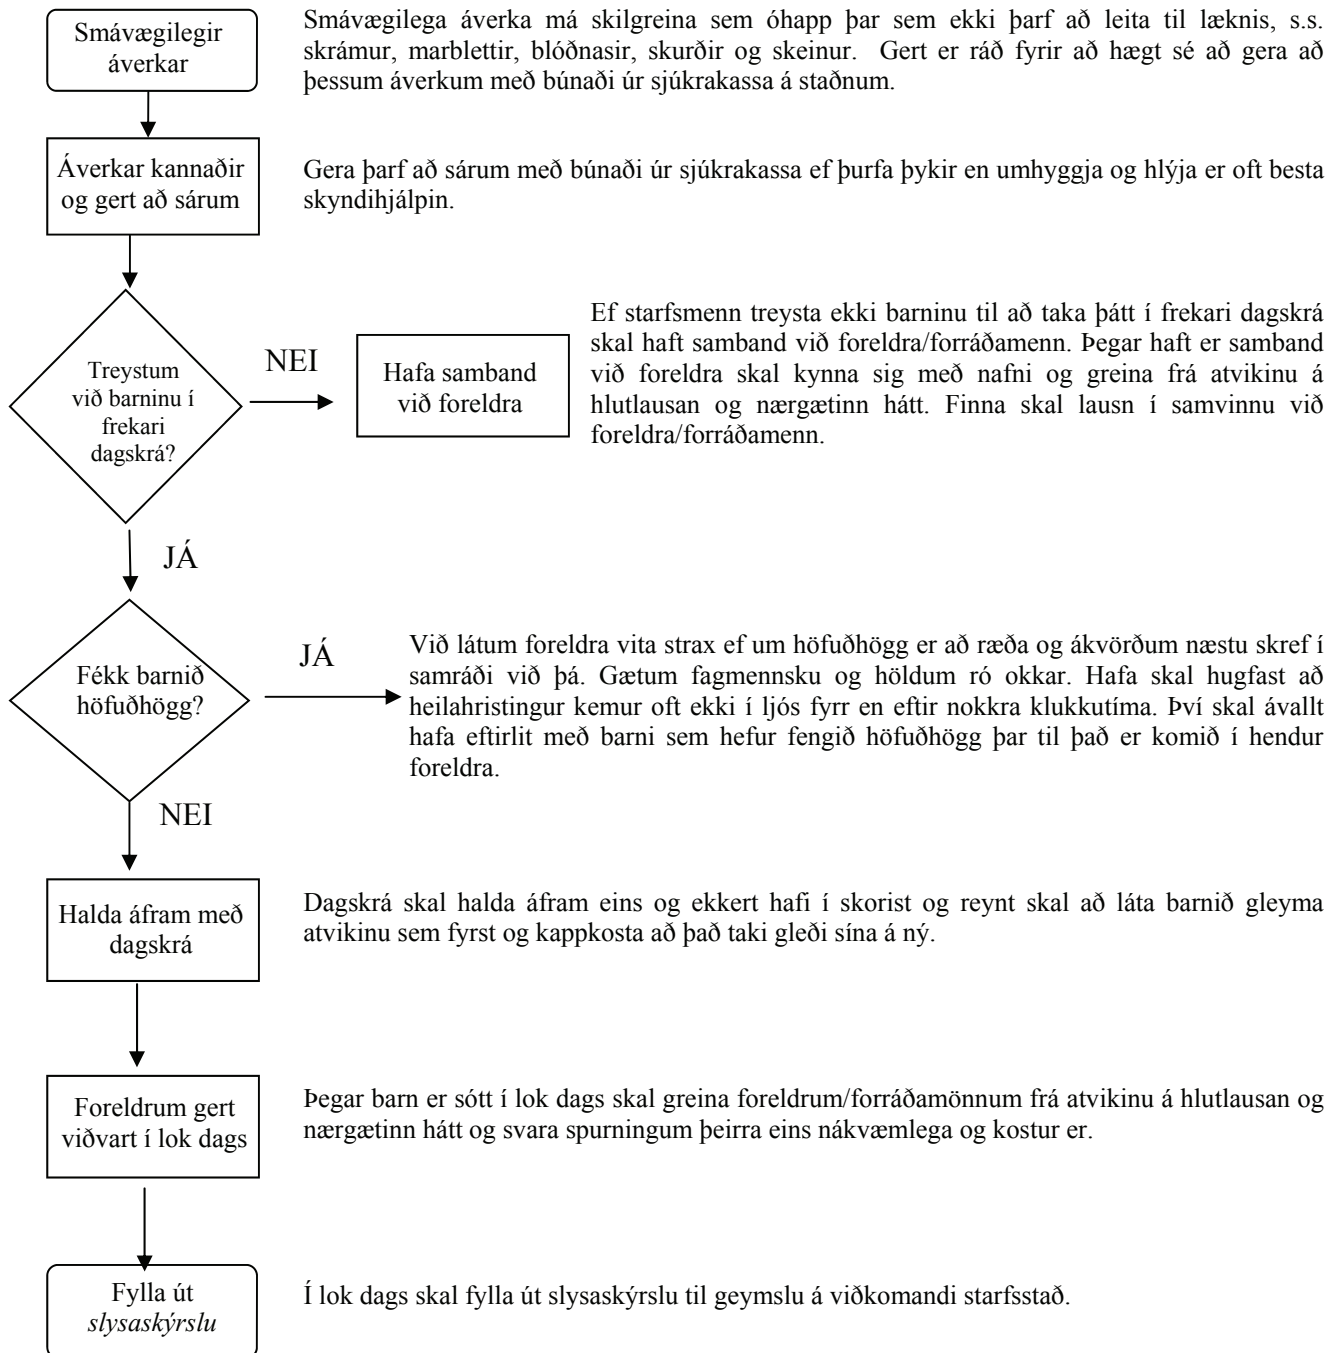 Smávægilegir
áverkar
Smávægilega áverka má skilgreina sem óhapp þar sem ekki þarf að leita til læknis, s.s.
skrámur, marblettir, blóðnasir, skurðir og skeinur. Gert er ráð fyrir að hægt sé að gera að
þessum áverkum með búnaði úr sjúkrakassa á staðnum.
Áverkar kannaðir
og gert að sárum
Gera þarf að sárum með búnaði úr sjúkrakassa ef þurfa þykir en umhyggja og hlýja er oft besta
skyndihjálpin.
Treystum
við barninu í
frekari
dagskrá?
NEI
Hafa samband
við foreldra
Ef starfsmenn treysta ekki barninu til að taka þátt í frekari dagskrá
skal haft samband við foreldra/forráðamenn. Þegar haft er samband
við foreldra skal kynna sig með nafni og greina frá atvikinu á
hlutlausan og nærgætinn hátt. Finna skal lausn í samvinnu við
foreldra/forráðamenn.
JÁ
Fékk barnið
höfuðhögg?
JÁ
Við látum foreldra vita strax ef um höfuðhögg er að ræða og ákvörðum næstu skref í
samráði við þá. Gætum fagmennsku og höldum ró okkar. Hafa skal hugfast að
heilahristingur kemur oft ekki í ljós fyrr en eftir nokkra klukkutíma. Því skal ávallt
hafa eftirlit með barni sem hefur fengið höfuðhögg þar til það er komið í hendur
foreldra.
NEI
Halda áfram með
dagskrá
Dagskrá skal halda áfram eins og ekkert hafi í skorist og reynt skal að láta barnið gleyma
atvikinu sem fyrst og kappkosta að það taki gleði sína á ný.
Foreldrum gert
viðvart í lok dags
Þegar barn er sótt í lok dags skal greina foreldrum/forráðamönnum frá atvikinu á hlutlausan og
nærgætinn hátt og svara spurningum þeirra eins nákvæmlega og kostur er.
Fylla út
slysaskýrslu
Í lok dags skal fylla út slysaskýrslu til geymslu á viðkomandi starfsstað.